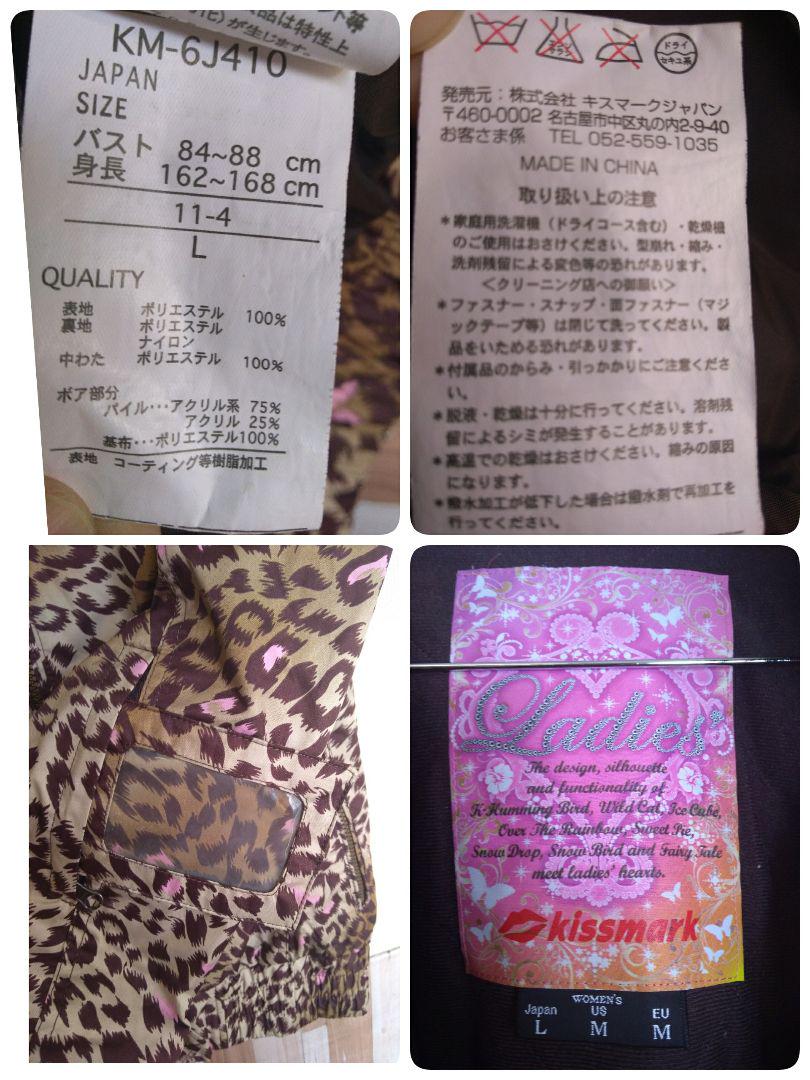 品は特性上
化)が生じます。
KM-6J410
JAPAN
SIZE
バスト 84~88 cm
身長 162~168 cm
11-4
L
QUALITY
表地 ポリエステル 100%
裏地 ポリエステル
ナイロン
中わた ポリエステル 100%
ボア部分
パイル・・・アクリル系 75%
アクリル 25%
基布・・・ポリエステル100%
表地 コーティング等樹脂加工
ドライ
セキユ系
発売元:株式会社 キスマークジャパン
〒460-0002 名古屋市中区丸の内2-9-40
お客さま係 TEL 052-559-1035
MADE IN CHINA
取り扱い上の注意
*家庭用洗濯機(ドライコース含む)・乾燥機
のご使用はおさけください。型崩れ・縮み・
洗剤残留による変色等の恐れがあります。
<クリーニング店への御願い>
*ファスナー・スナップ・面ファスナー(マジ
ックテープ等)は閉じて洗ってください。製
品をいためる恐れがあります。
*付属品のからみ・引っかかりにご注意くださ
い。
*脱液・乾燥は十分に行ってください。溶剤残
留によるシミが発生することがあります。
*高温での乾燥はおさけください。縮みの原因
になります。
*撥水加工が低下した場合は撥水剤で再加工を
行ってください。
Ladies
The design, silhouette
and functionality of
K-Humming Bird, Wild Cat, Ice Cube,
Over The Rainbow, Sweet Pie,
Snow Drop, Snow Bird and Fairy Tale
meet ladies' hearts.
kissmark
WOMEN'S
Japan US EU
L M M